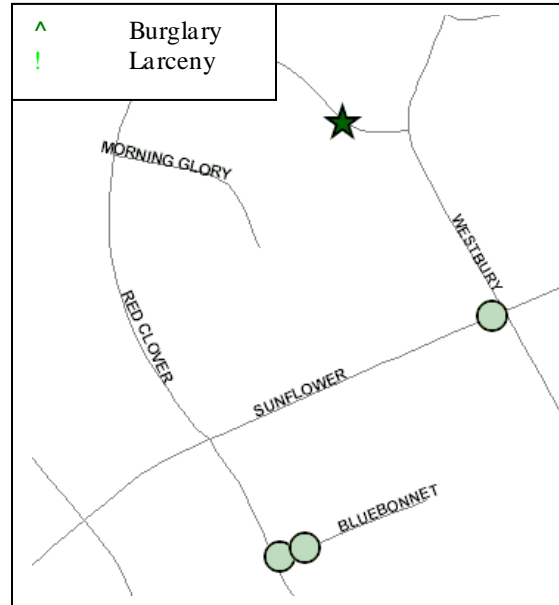 ^ Burglary
! Larceny
MORNING GLORY
WESTBURY
RED CLOVER
SUNFLOWER
BLUEBONNET